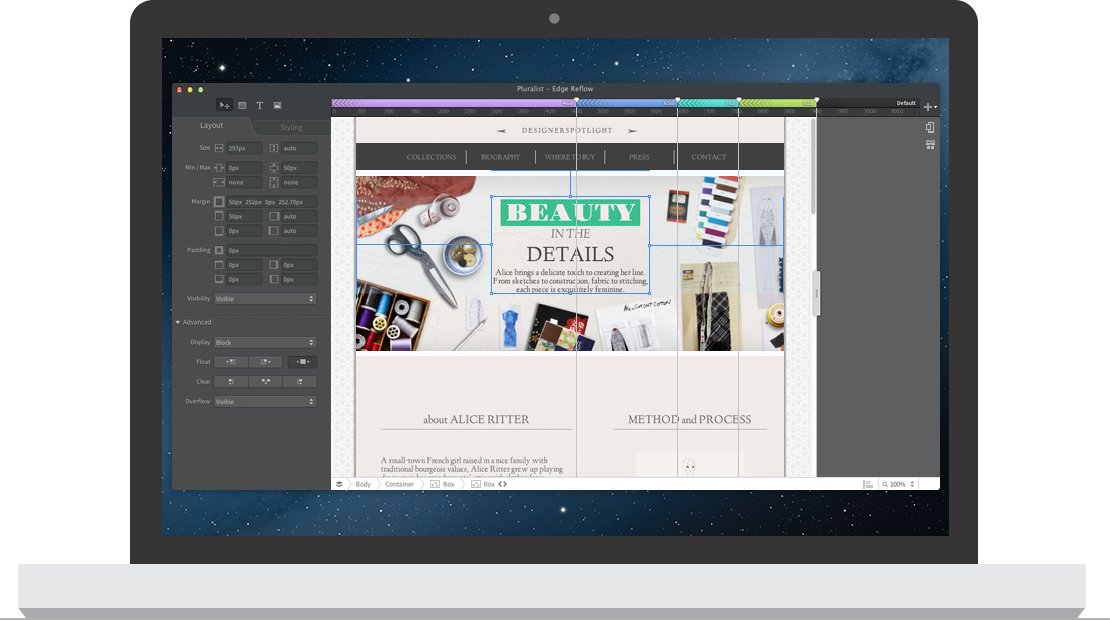 Pluralist – Edge Reflow
Default
Layout
Styling
Size
297px
auto
Min / Max
0px
50px
none
none
Margin
50px 252px 0px 252.70px
50px
auto
0px
auto
Padding
0px
0px
0px
0px
0px
Visibility
Visible
Advanced
Display
Block
Float
Clear
Overflow
Visible
DESIGNERSPOTLIGHT
COLLECTIONS
BIOGRAPHY
WHERE TO BUY
PRESS
CONTACT
BEAUTY
IN THE
DETAILS
Alice brings a delicate touch to creating her line.
From sketches to construction, fabric to stitching,
each piece is exquisitely feminine.
about ALICE RITTER
METHOD and PROCESS
A small-town French girl raised in a nice family with
traditional bourgeois values, Alice Ritter grew up playing
Body
Container
Box
Box
100%